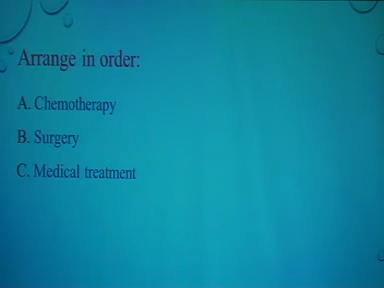 Arrange in order:
A. Chemotherapy
B. Surgery
C. Medical treatment